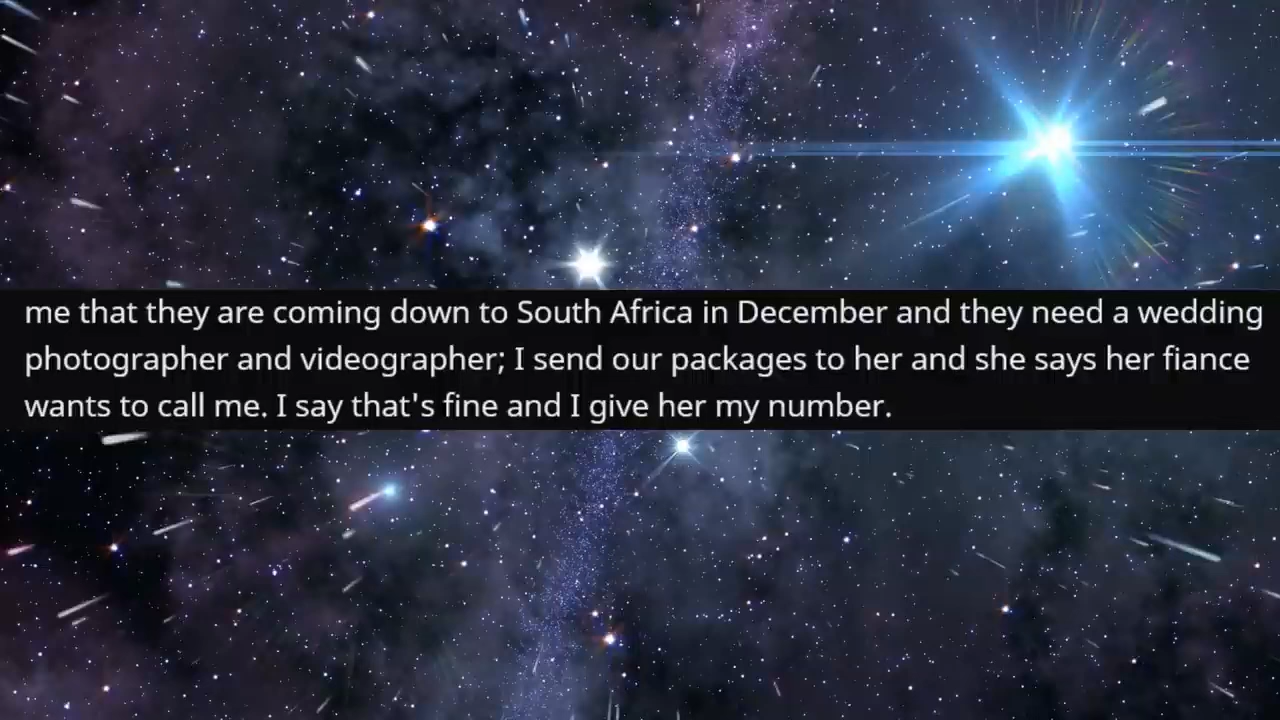 me that they are coming down to South Africa in December and they need a wedding
photographer and videographer; I send our packages to her and she says her fiance
wants to call me. I say that's fine and I give her my number.